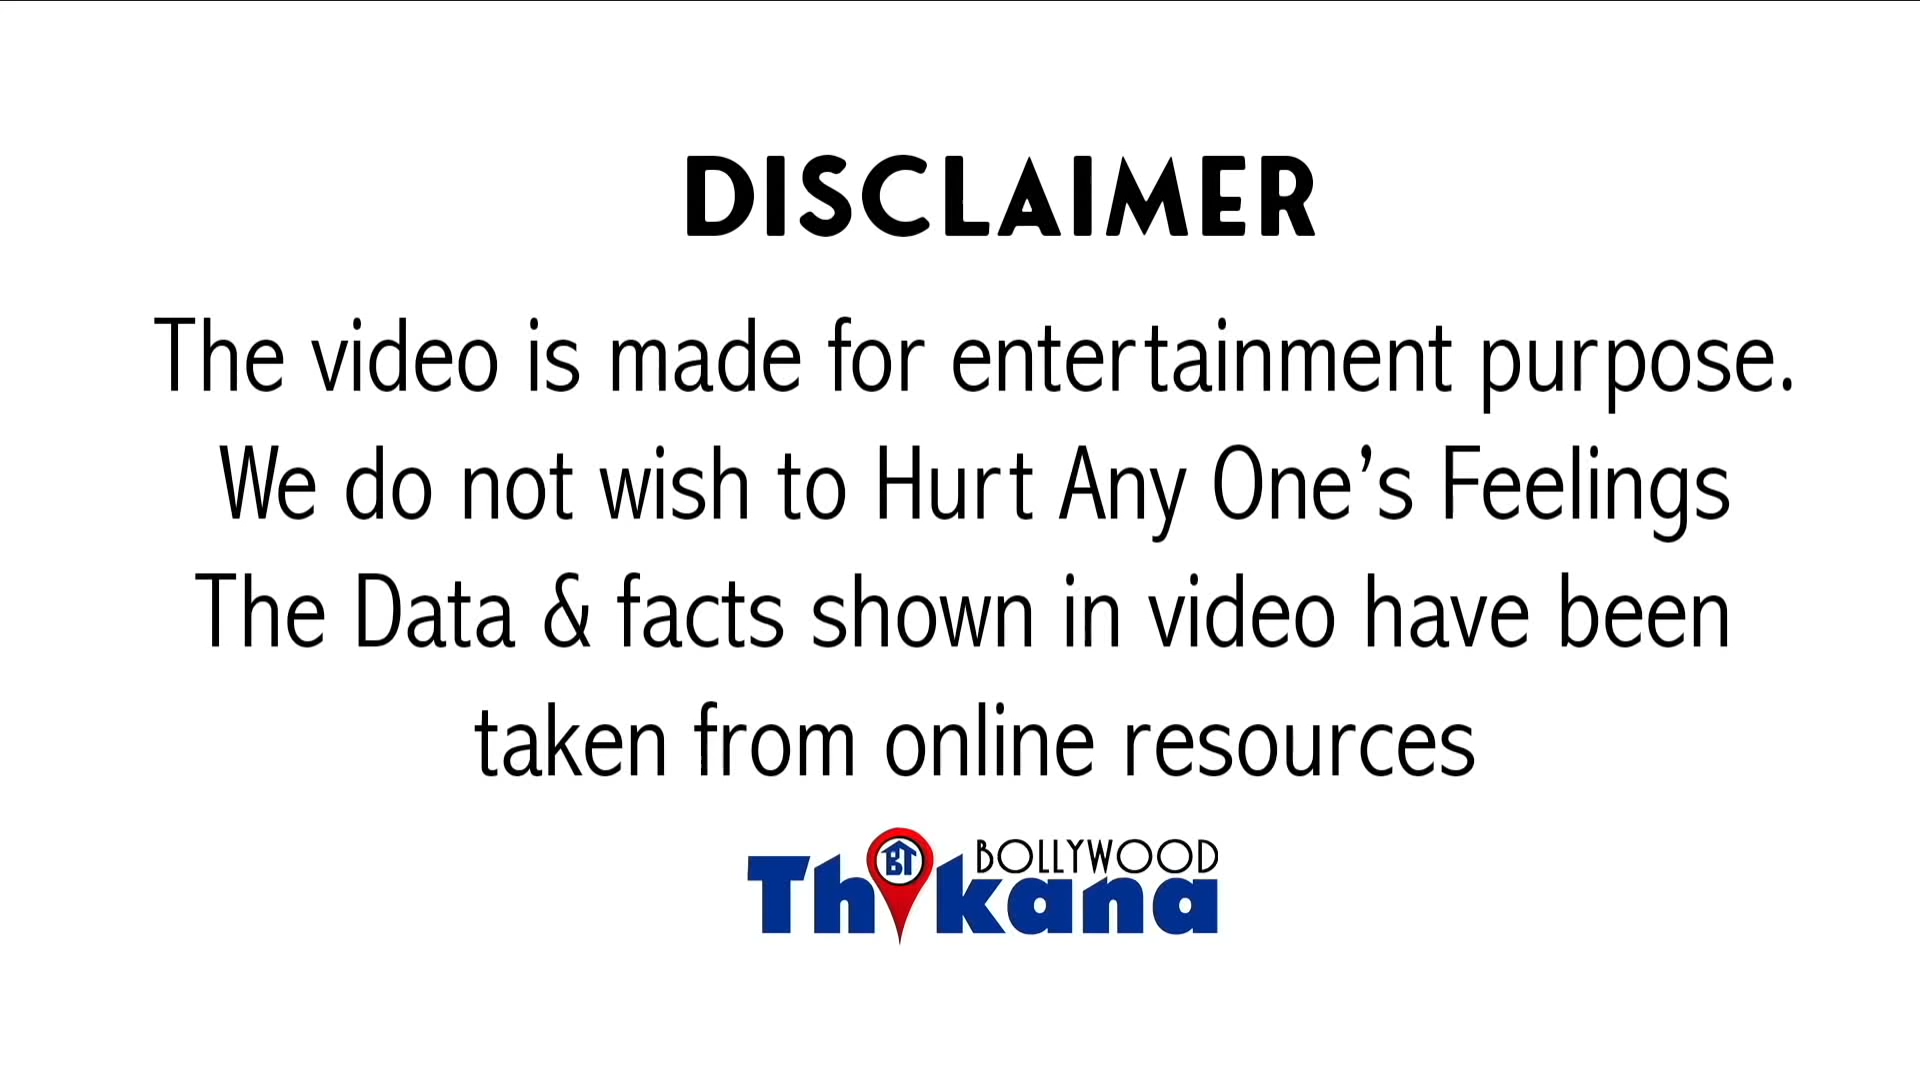 DISCLAIMER
The video is made for entertainment purpose.
We do not wish to Hurt Any One’s Feelings
The Data & facts shown in video have been
taken from online resources
BOLLYWOOD
BT
Thikana